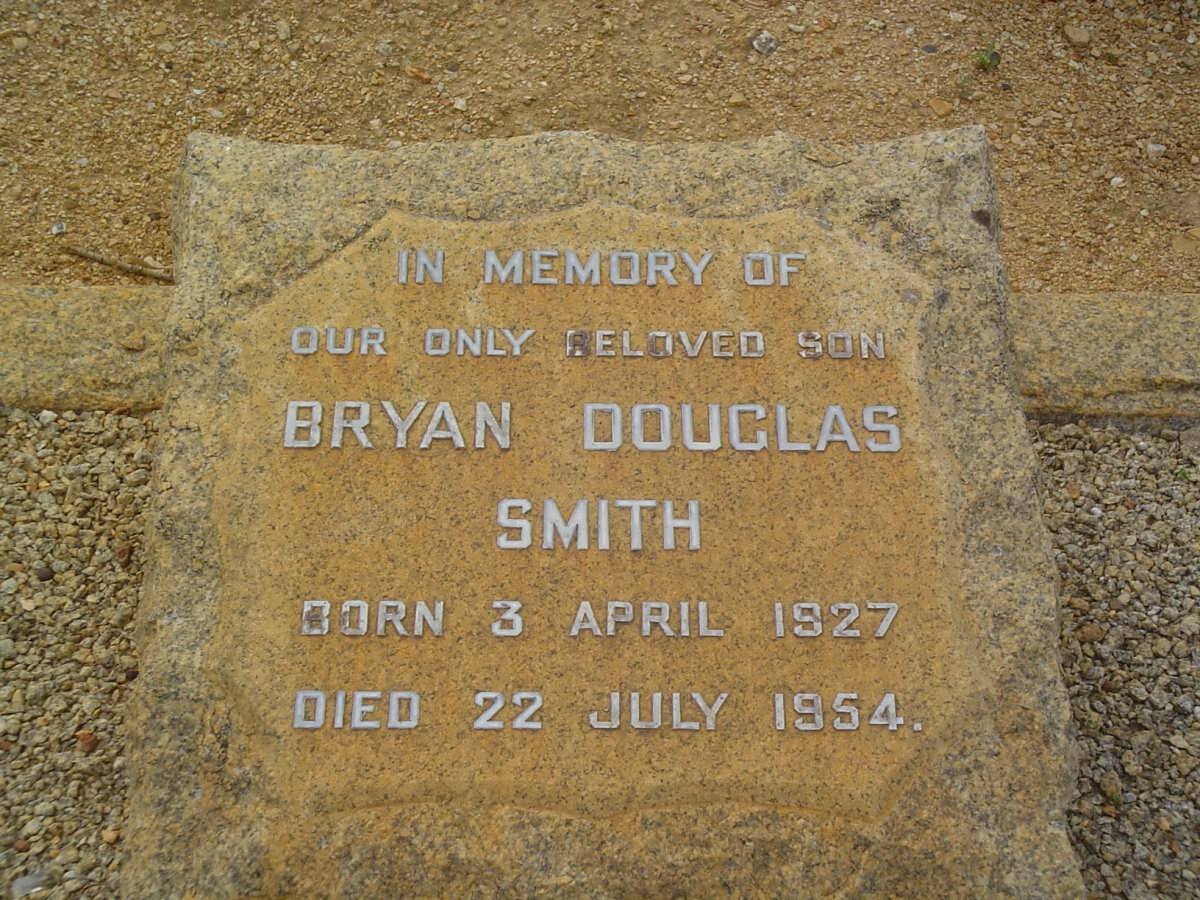 IN MEMORY OF
OUR ONLY BELOVED SON
BRYAN DOUGLAS
SMITH
BORN 3 APRIL 1927
DIED 22 JULY 1954.